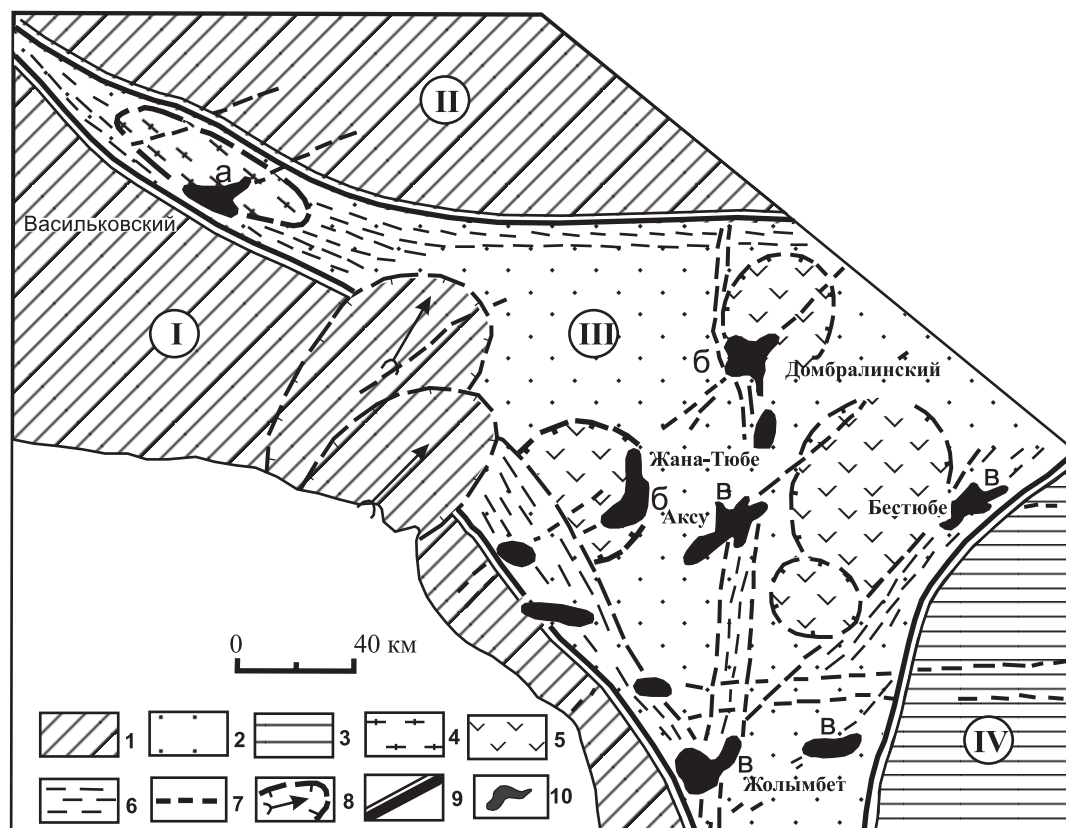 II
а
Васильковский
I
III
б
Домбралинский
Жана-Тюбе
б
Аксу
в
Бестюбе
в
0 40 км
IV
в
в
Жолымбет
1 2 3 4 5
6 7 8 9 10